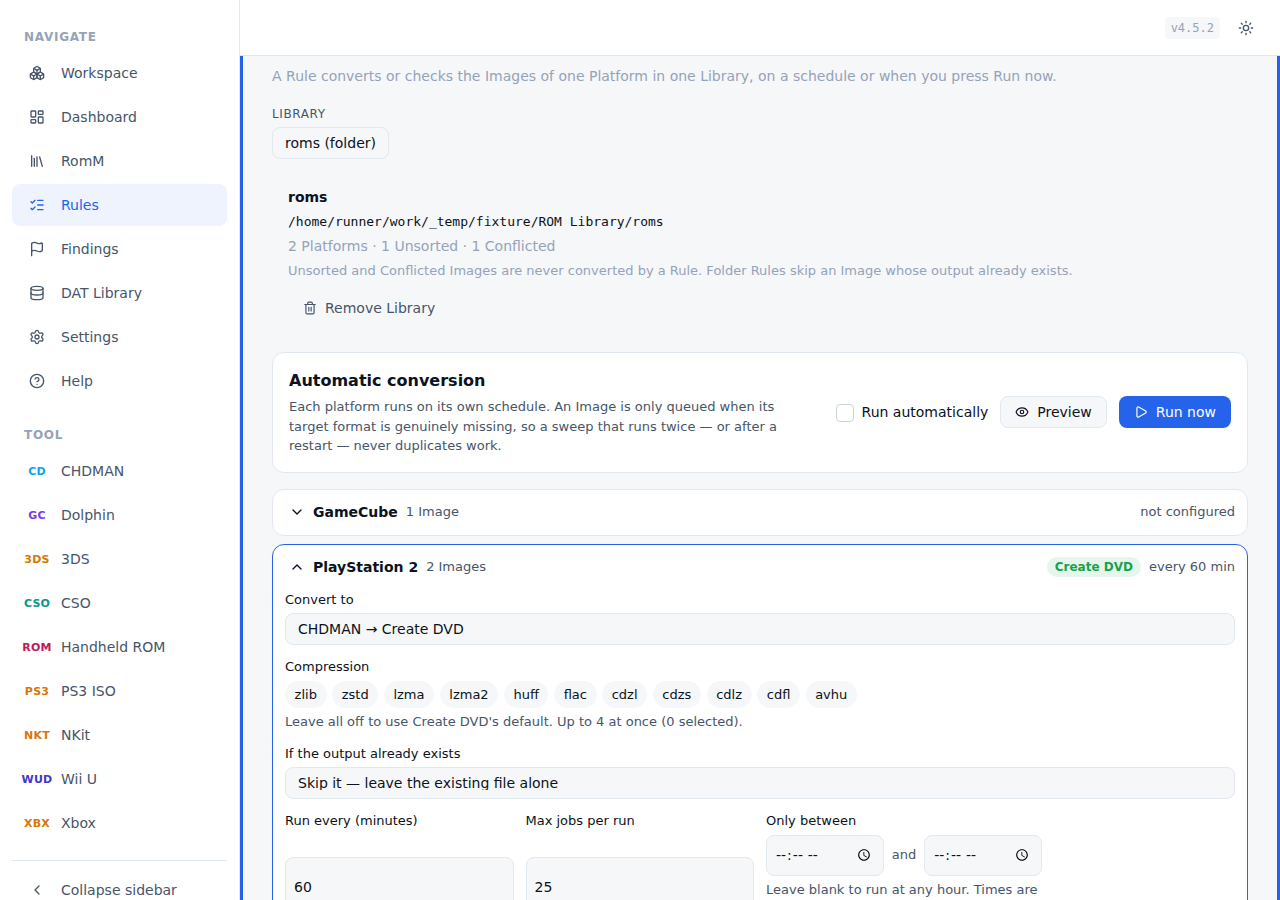 NAVIGATE
Workspace
Dashboard
RomM
Rules
Findings
DAT Library
Settings
Help
TOOL
CD CHDMAN
GC Dolphin
3DS 3DS
CSO CSO
ROM Handheld ROM
PS3 PS3 ISO
NKT NKit
WUD Wii U
XBX Xbox
Collapse sidebar
v4.5.2
A Rule converts or checks the Images of one Platform in one Library, on a schedule or when you press Run now.
LIBRARY
roms (folder)
roms
/home/runner/work/_temp/fixture/ROM Library/roms
2 Platforms · 1 Unsorted · 1 Conflicted
Unsorted and Conflicted Images are never converted by a Rule. Folder Rules skip an Image whose output already exists.
Remove Library
Automatic conversion
Each platform runs on its own schedule. An Image is only queued when its
target format is genuinely missing, so a sweep that runs twice — or after a
restart — never duplicates work.
Run automatically
Preview
Run now
GameCube 1 Image not configured
PlayStation 2 2 Images Create DVD every 60 min
Convert to
CHDMAN → Create DVD
Compression
zlib zstd lzma lzma2 huff flac cdzl cdzs cdlz cdfl avhu
Leave all off to use Create DVD's default. Up to 4 at once (0 selected).
If the output already exists
Skip it — leave the existing file alone
Run every (minutes) Max jobs per run Only between
--:-- -- and --:-- --
60 25
Leave blank to run at any hour. Times are